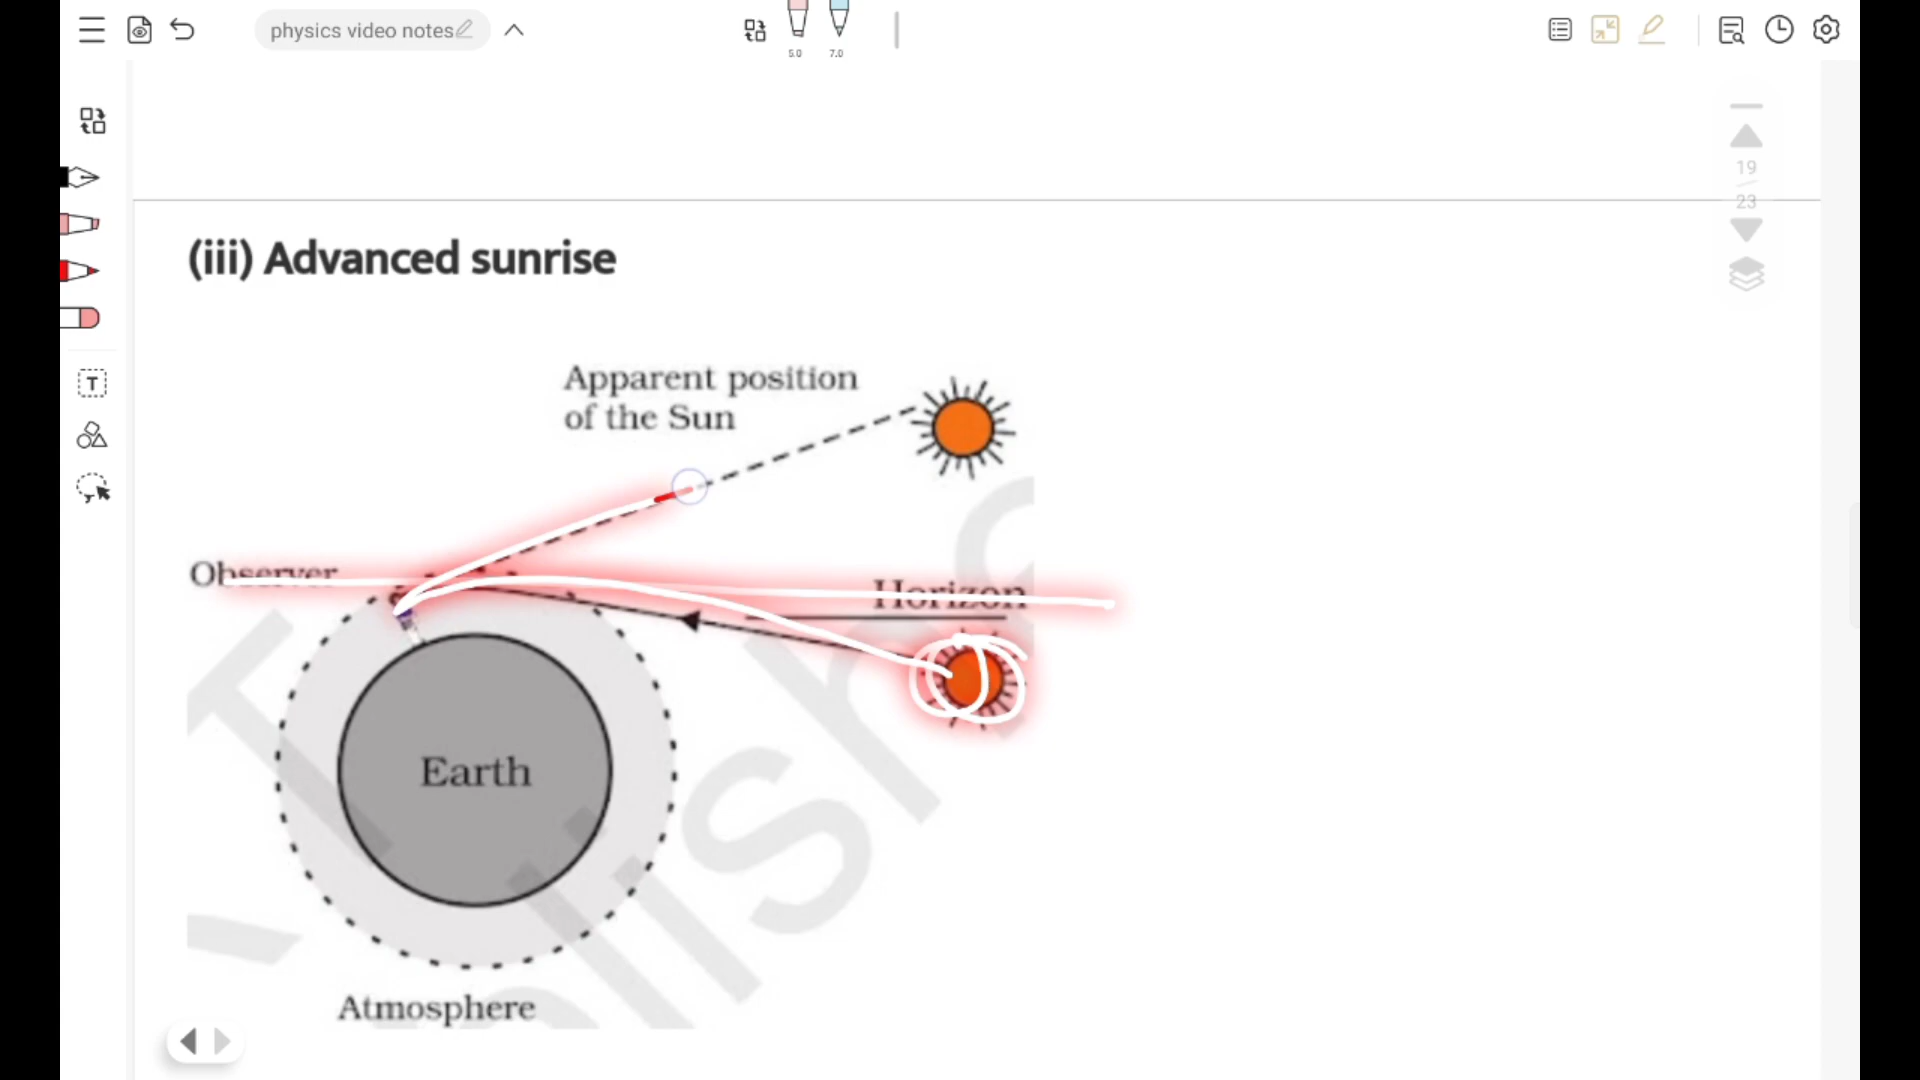 physics video notes
5.0
7.0
19
23
(iii) Advanced sunrise
Apparent position
of the Sun
Observer
Horizon
Earth
Atmosphere
T